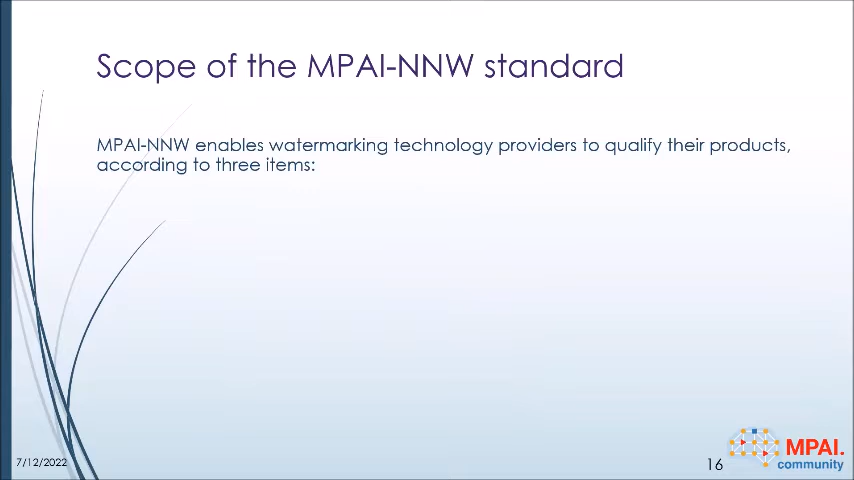 Scope of the MPAI-NNW standard
MPAI-NNW enables watermarking technology providers to qualify their products,
according to three items:
7/12/2022
16
MPAI.
community